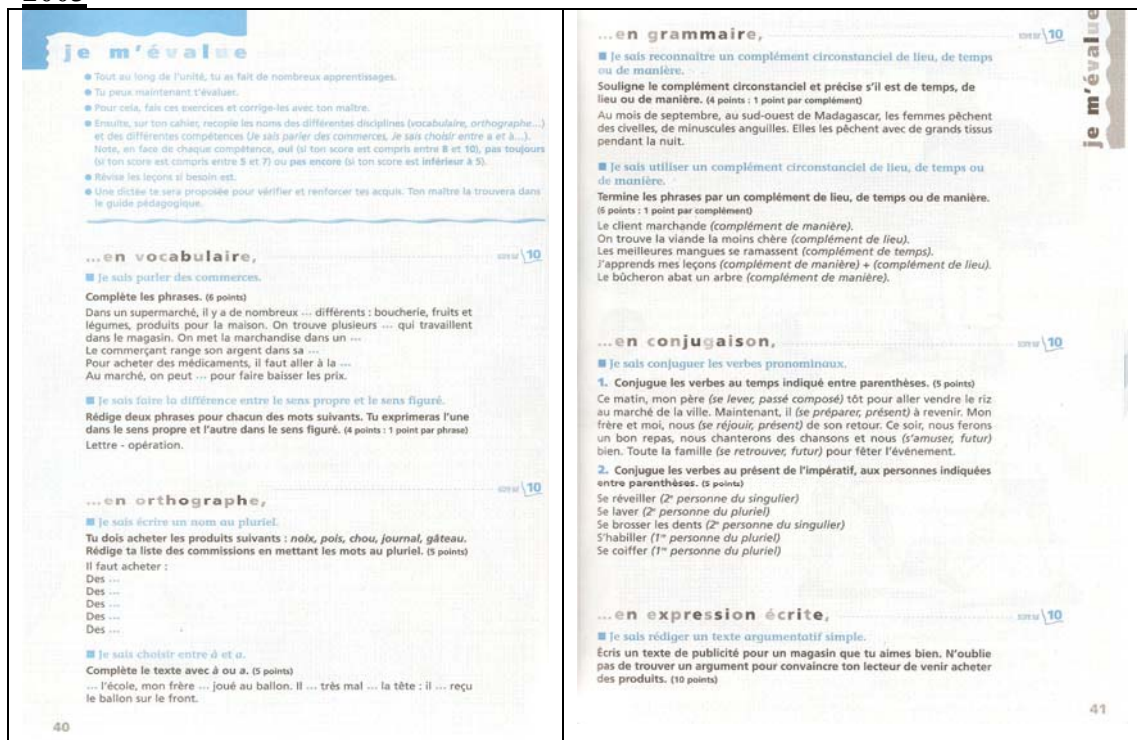 2005
je m'évalue
● Tout au long de l'unité, tu as fait de nombreux apprentissages.
● Tu peux maintenant t'évaluer.
● Pour cela, fais ces exercices et corrige-les avec ton maître.
● Ensuite, sur ton cahier, recopie les noms des différentes disciplines (vocabulaire, orthographe...)
et des différentes compétences (Je sais parler des commerces, Je sais choisir entre a et à...).
Note, en face de chaque compétence, oui (si ton score est compris entre 8 et 10), pas toujours
(si ton score est compris entre 5 et 7) ou pas encore (si ton score est inférieur à 5).
● Révise les leçons si besoin est.
● Une dictée te sera proposée pour vérifier et renforcer tes acquis. Ton maître la trouvera dans
le guide pédagogique.
...en vocabulaire, score sur 10
■ Je sais parler des commerces.
Complète les phrases. (6 points)
Dans un supermarché, il y a de nombreux ... différents : boucherie, fruits et
légumes, produits pour la maison. On trouve plusieurs ... qui travaillent
dans le magasin. On met la marchandise dans un ...
Le commerçant range son argent dans sa ...
Pour acheter des médicaments, il faut aller à la ...
Au marché, on peut ... pour faire baisser les prix.
■ Je sais faire la différence entre le sens propre et le sens figuré.
Rédige deux phrases pour chacun des mots suivants. Tu exprimeras l'une
dans le sens propre et l'autre dans le sens figuré. (4 points : 1 point par phrase)
Lettre - opération.
...en orthographe, score sur 10
■ Je sais écrire un nom au pluriel.
Tu dois acheter les produits suivants : noix, pois, chou, journal, gâteau.
Rédige ta liste des commissions en mettant les mots au pluriel. (5 points)
Il faut acheter :
Des ...
Des ...
Des ...
Des ...
Des ...
■ Je sais choisir entre à et a.
Complète le texte avec à ou a. (5 points)
... l'école, mon frère ... joué au ballon. Il ... très mal ... la tête : il ... reçu
le ballon sur le front.
40
...en grammaire, score sur 10
■ Je sais reconnaître un complément circonstanciel de lieu, de temps
ou de manière.
Souligne le complément circonstanciel et précise s'il est de temps, de
lieu ou de manière. (4 points : 1 point par complément)
Au mois de septembre, au sud-ouest de Madagascar, les femmes pêchent
des civelles, de minuscules anguilles. Elles les pêchent avec de grands tissus
pendant la nuit.
■ Je sais utiliser un complément circonstanciel de lieu, de temps ou
de manière.
Termine les phrases par un complément de lieu, de temps ou de manière.
(6 points : 1 point par complément)
Le client marchande (complément de manière).
On trouve la viande la moins chère (complément de lieu).
Les meilleures mangues se ramassent (complément de temps).
J'apprends mes leçons (complément de manière) + (complément de lieu).
Le bûcheron abat un arbre (complément de manière).
...en conjugaison, score sur 10
■ Je sais conjuguer les verbes pronominaux.
1. Conjugue les verbes au temps indiqué entre parenthèses. (5 points)
Ce matin, mon père (se lever, passé composé) tôt pour aller vendre le riz
au marché de la ville. Maintenant, il (se préparer, présent) à revenir. Mon
frère et moi, nous (se réjouir, présent) de son retour. Ce soir, nous ferons
un bon repas, nous chanterons des chansons et nous (s'amuser, futur)
bien. Toute la famille (se retrouver, futur) pour fêter l'événement.
2. Conjugue les verbes au présent de l'impératif, aux personnes indiquées
entre parenthèses. (5 points)
Se réveiller (2e personne du singulier)
Se laver (2e personne du pluriel)
Se brosser les dents (2e personne du singulier)
S'habiller (1re personne du pluriel)
Se coiffer (1re personne du pluriel)
...en expression écrite, score sur 10
■ Je sais rédiger un texte argumentatif simple.
Écris un texte de publicité pour un magasin que tu aimes bien. N'oublie
pas de trouver un argument pour convaincre ton lecteur de venir acheter
des produits. (10 points)
41
je m'évalue